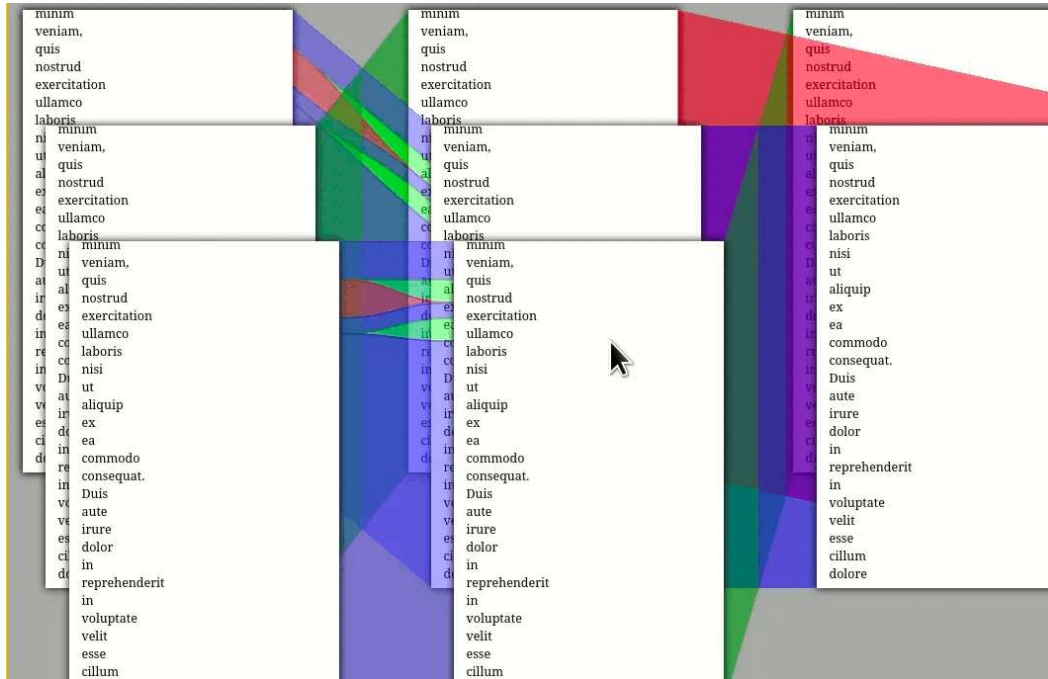 minim
veniam,
quis
nostrud
exercitation
ullamco
laboris
minim
veniam,
quis
nostrud
exercitation
ullamco
laboris
minim
veniam,
quis
nostrud
exercitation
ullamco
laboris
minim
veniam,
quis
nostrud
exercitation
ullamco
laboris
minim
veniam,
quis
nostrud
exercitation
ullamco
laboris
minim
veniam,
quis
nostrud
exercitation
ullamco
laboris
nisi
ut
aliquip
ex
ea
commodo
consequat.
Duis
aute
irure
dolor
in
reprehenderit
in
voluptate
velit
esse
cillum
dolore
minim
veniam,
quis
nostrud
exercitation
ullamco
laboris
nisi
ut
aliquip
ex
ea
commodo
consequat.
Duis
aute
irure
dolor
in
reprehenderit
in
voluptate
velit
esse
cillum
minim
veniam,
quis
nostrud
exercitation
ullamco
laboris
nisi
ut
aliquip
ex
ea
commodo
consequat.
Duis
aute
irure
dolor
in
reprehenderit
in
voluptate
velit
esse
cillum